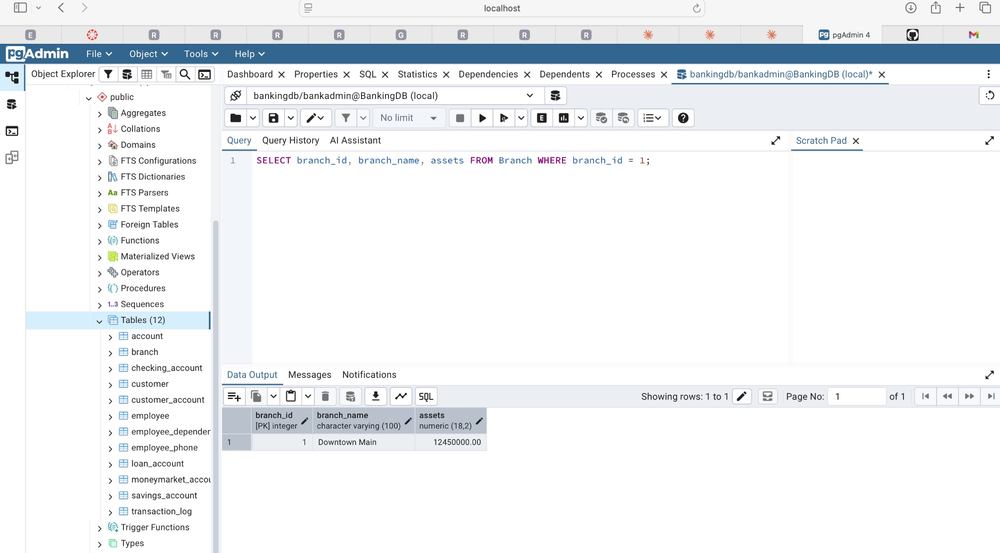 localhost
E
R
R
R
R
G
R
R
R
pg pgAdmin 4
pgAdmin File Object Tools Help
Object Explorer
Dashboard Properties SQL Statistics Dependencies Dependents Processes bankingdb/bankadmin@BankingDB (local)*
bankingdb/bankadmin@BankingDB (local)
No limit
E
Query Query History AI Assistant
Scratch Pad
1 SELECT branch_id, branch_name, assets FROM Branch WHERE branch_id = 1;
public
Aggregates
Collations
Domains
FTS Configurations
FTS Dictionaries
Aa FTS Parsers
FTS Templates
Foreign Tables
Functions
Materialized Views
Operators
Procedures
1..3 Sequences
Tables (12)
account
branch
checking_account
customer
customer_account
employee
employee_depender
employee_phone
loan_account
moneymarket_accou
savings_account
transaction_log
Trigger Functions
Types
Data Output Messages Notifications
SQL
Showing rows: 1 to 1 Page No: 1 of 1
branch_id branch_name assets
[PK] integer character varying (100) numeric (18,2)
1 1 Downtown Main 12450000.00